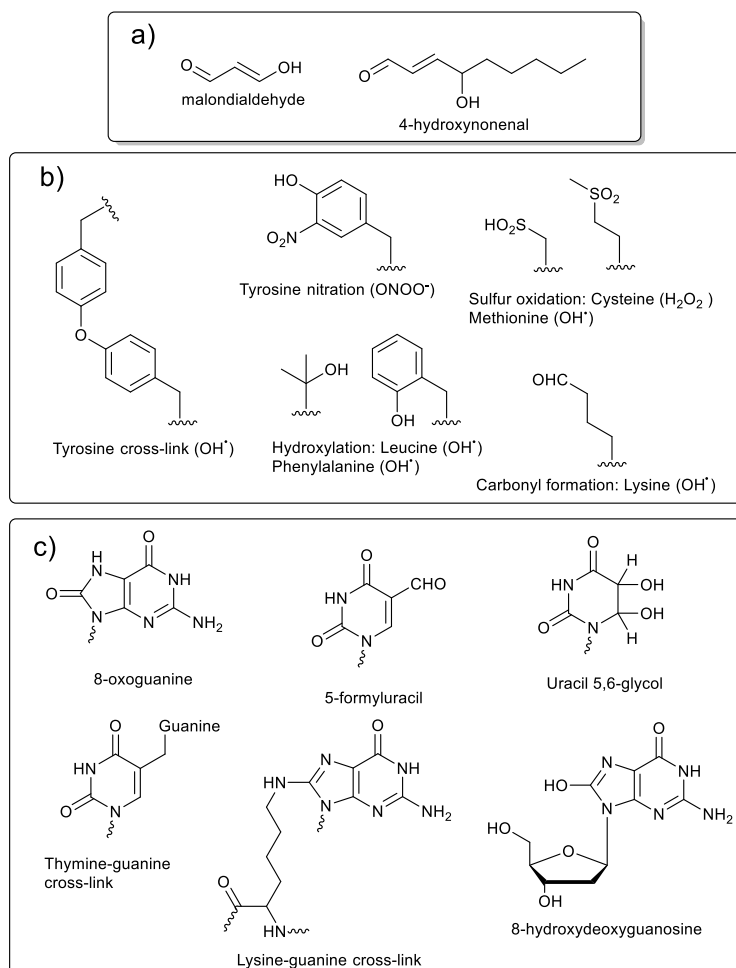 a)
O
OH
malondialdehyde
O
OH
4-hydroxynonenal
b)
O
HO
O₂N
Tyrosine nitration (ONOO⁻)
HO₂S
SO₂
Sulfur oxidation: Cysteine (H₂O₂ )
Methionine (OH•)
Tyrosine cross-link (OH•)
OH
OH
Hydroxylation: Leucine (OH•)
Phenylalanine (OH•)
OHC
Carbonyl formation: Lysine (OH•)
c)
O
H
N
NH
O
N
N
NH₂
8-oxoguanine
O
CHO
HN
O
N
5-formyluracil
O
H
OH
HN
OH
O
N
H
Uracil 5,6-glycol
O
Guanine
HN
O
N
Thymine-guanine
cross-link
O
N
NH
HN
N
N
NH₂
O
HN
Lysine-guanine cross-link
O
N
NH
HO
N
N
NH₂
HO
O
OH
8-hydroxydeoxyguanosine